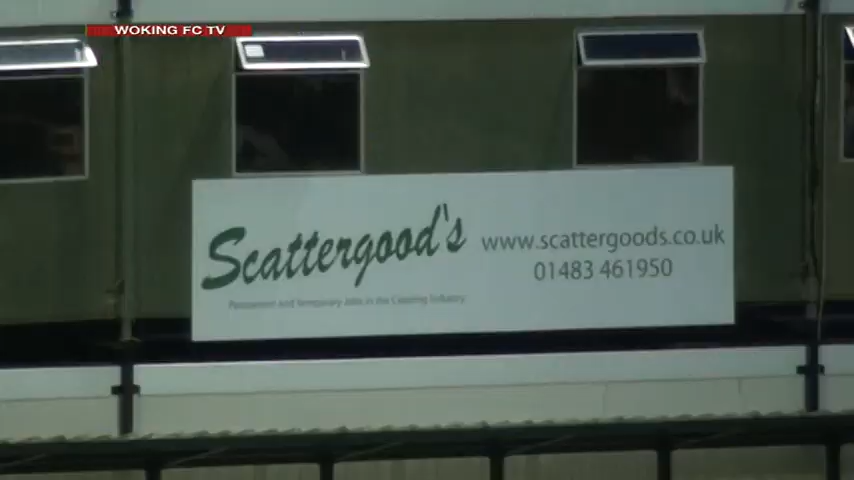 WOKING FC TV
Scattergood's
www.scattergoods.co.uk
01483 461950
Permanent and Temporary Jobs in the Catering Industry